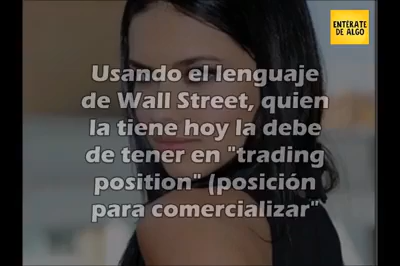 ENTÉRATE
DE ALGO
Usando el lenguaje
de Wall Street, quien
la tiene hoy la debe
de tener en "trading
position" (posición
para comercializar"